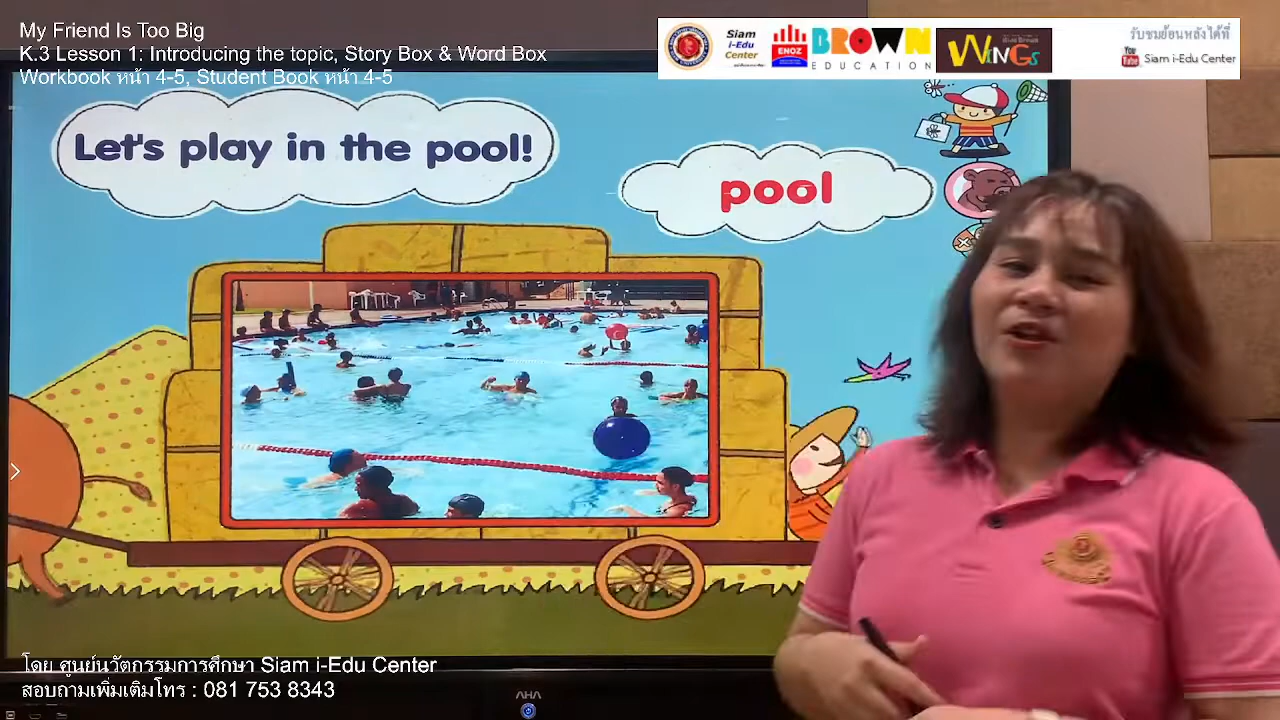 My Friend Is Too Big
K3: Lesson 1: Introducing the topic, Story Box & Word Box
Workbook หน้า 4-5, Student Book หน้า 4-5
Siam
i-Edu
Center
ENOZ
BROWN
EDUCATION
WINGS
รับชมย้อนหลังได้ที่
You
Tube
Siam i-Edu Center
Let's play in the pool!
pool
โดย ศูนย์นวัตกรรมการศึกษา Siam i-Edu Center
สอบถามเพิ่มเติมโทร : 081 753 8343